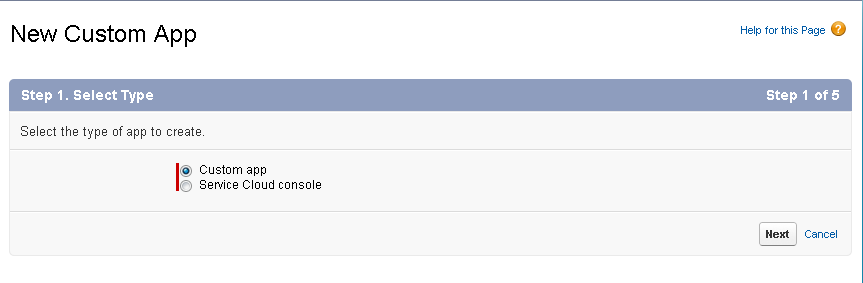 New Custom App
Help for this Page ?
Step 1. Select Type
Step 1 of 5
Select the type of app to create.
Custom app
Service Cloud console
Next
Cancel